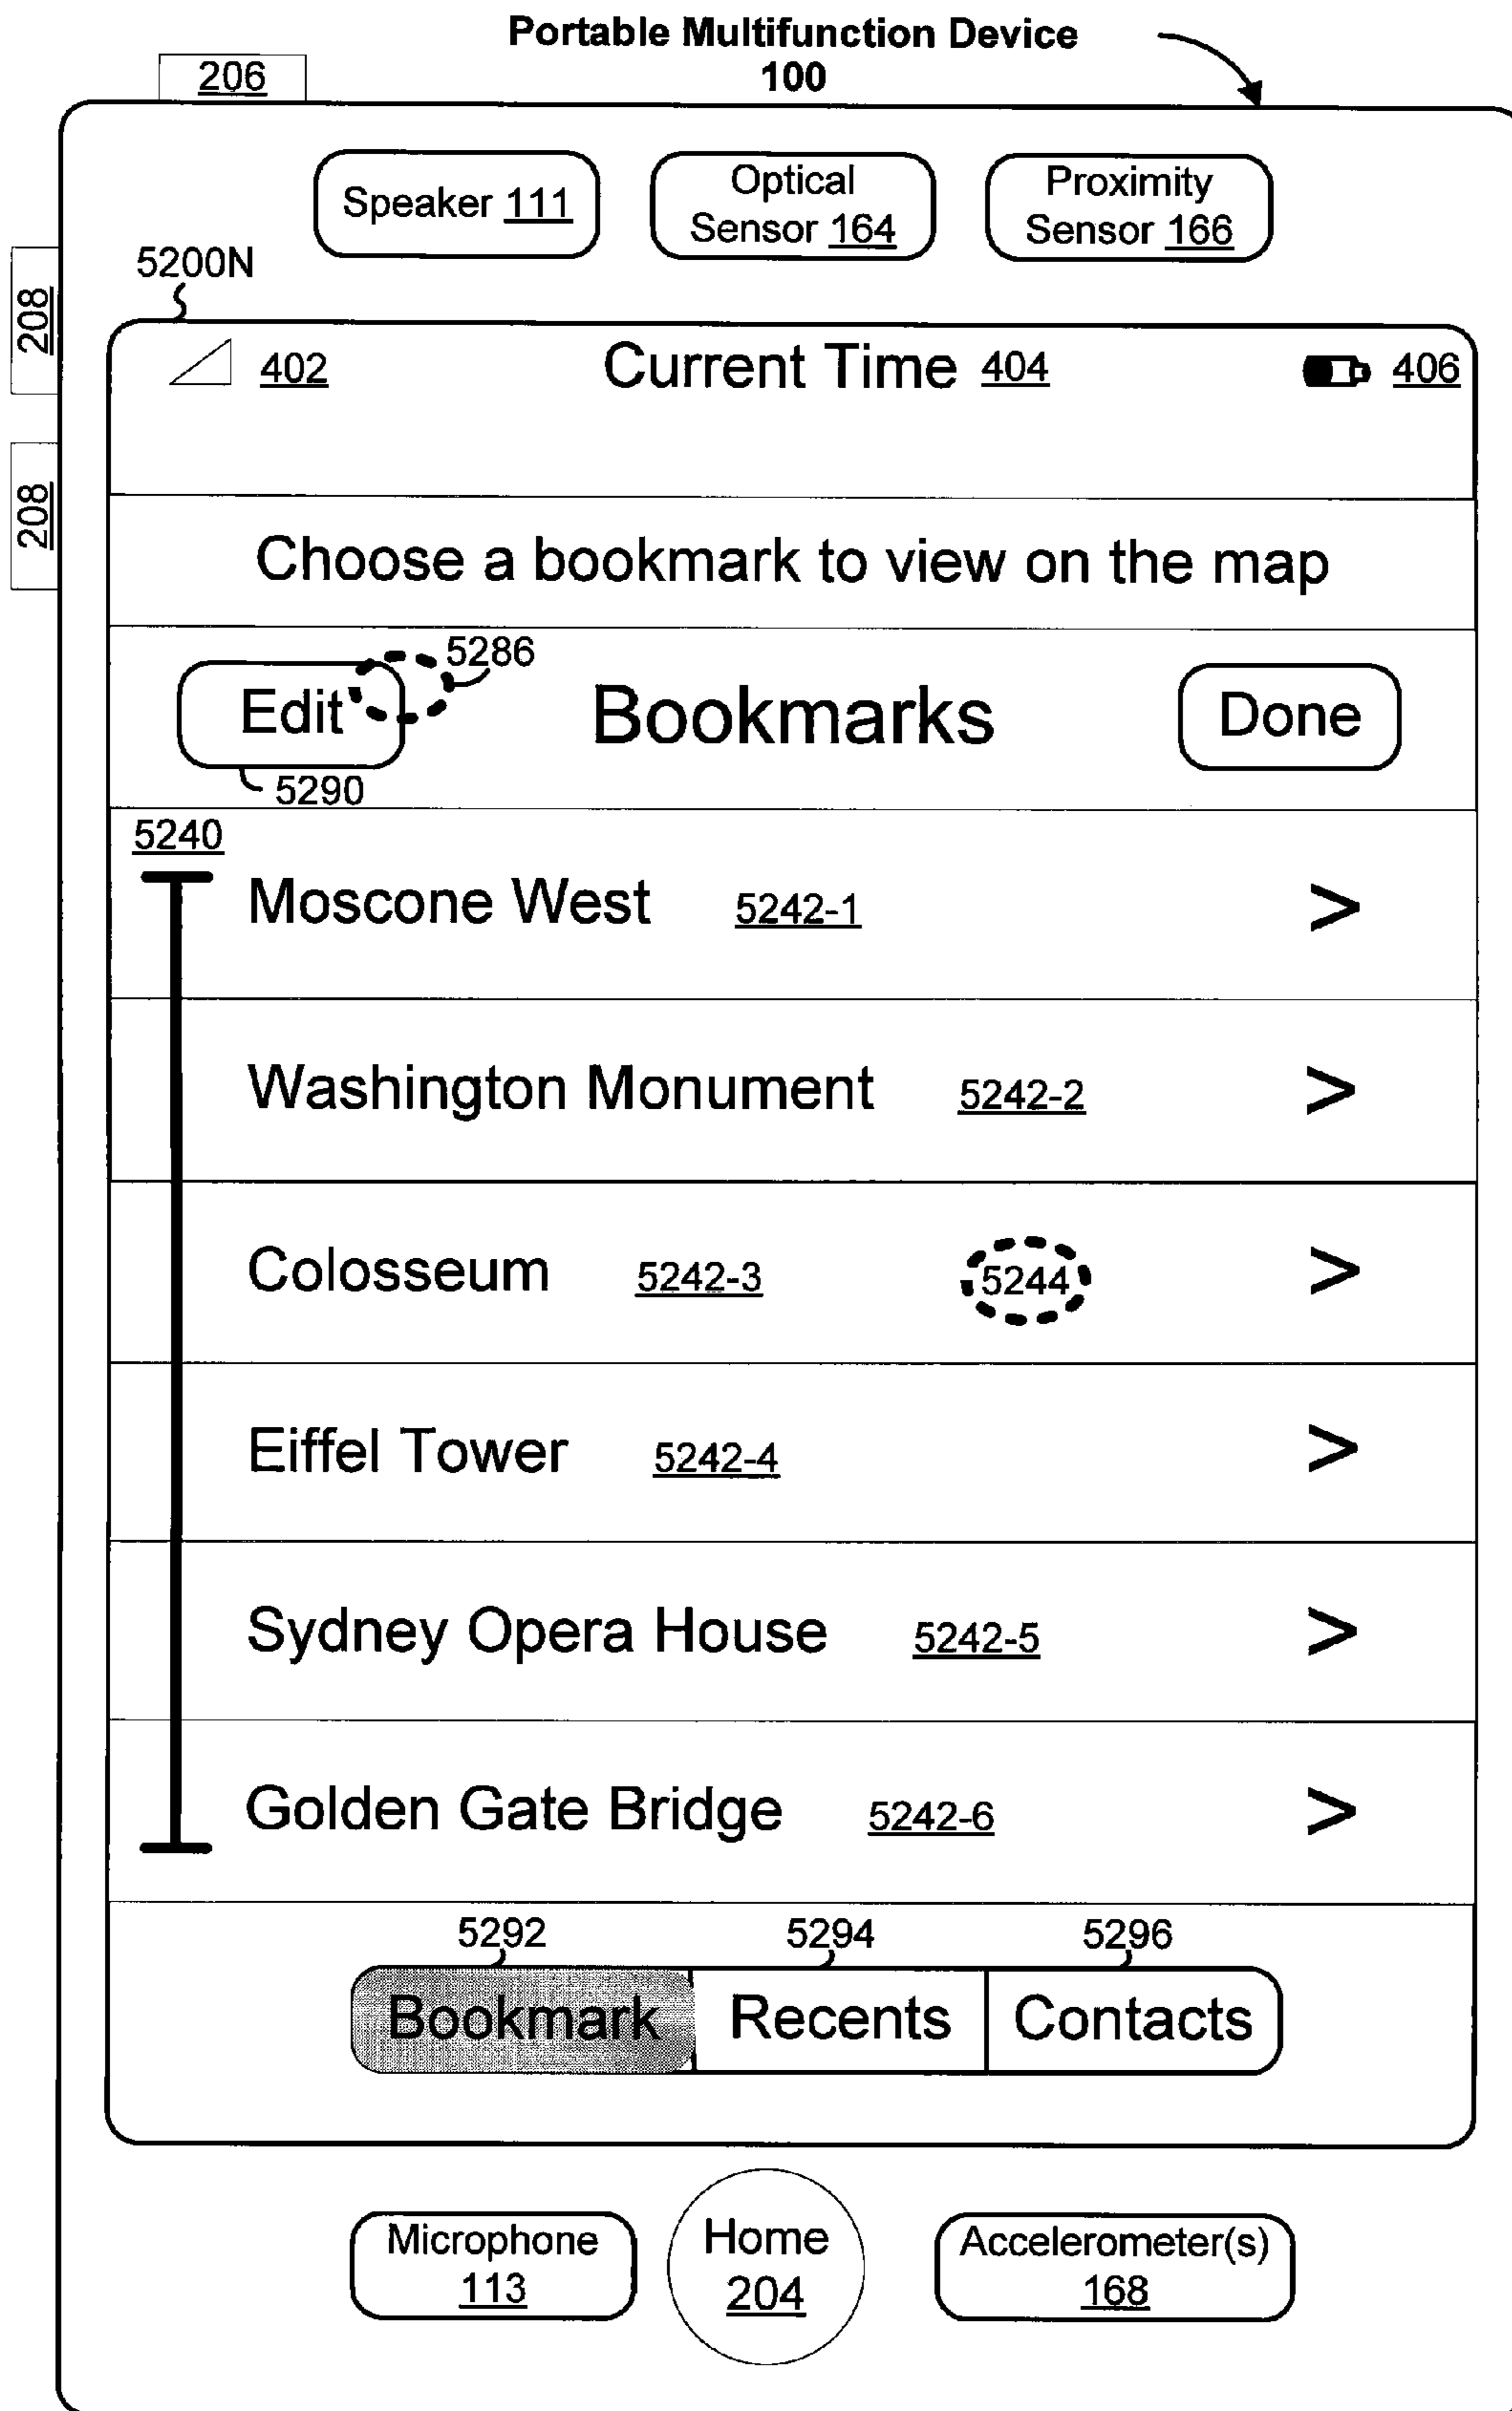 Portable Multifunction Device
100
206
Speaker 111
Optical
Sensor 164
Proximity
Sensor 166
5200N
208
402
Current Time 404
406
208
Choose a bookmark to view on the map
5286
Edit
Bookmarks
Done
5290
5240
Moscone West 5242-1 >
Washington Monument 5242-2 >
Colosseum 5242-3 5244 >
Eiffel Tower 5242-4 >
Sydney Opera House 5242-5 >
Golden Gate Bridge 5242-6 >
5292 5294 5296
Bookmark Recents Contacts
Microphone
113
Home
204
Accelerometer(s)
168